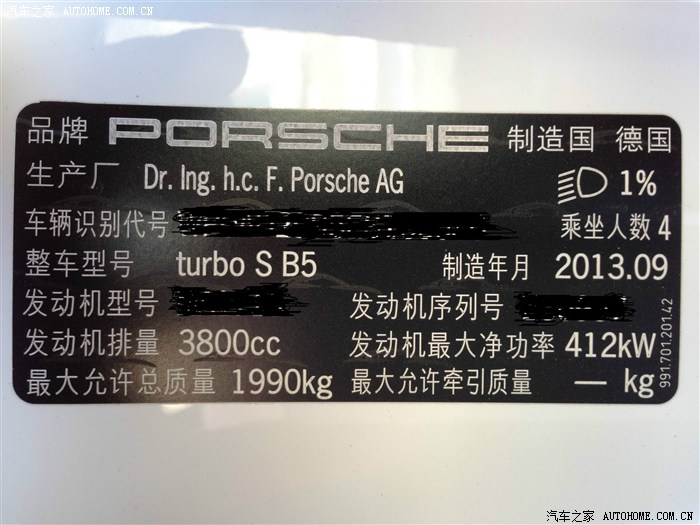 汽车之家 AUTOHOME.COM.CN
品牌 PORSCHE 制造国 德国
生产厂 Dr. Ing. h.c. F. Porsche AG 1%
车辆识别代号 乘坐人数 4
整车型号 turbo S B5 制造年月 2013.09
发动机型号 发动机序列号
发动机排量 3800cc 发动机最大净功率 412kW
最大允许总质量 1990kg 最大允许牵引质量 — kg
991.701.201.42
汽车之家 AUTOHOME.COM.CN